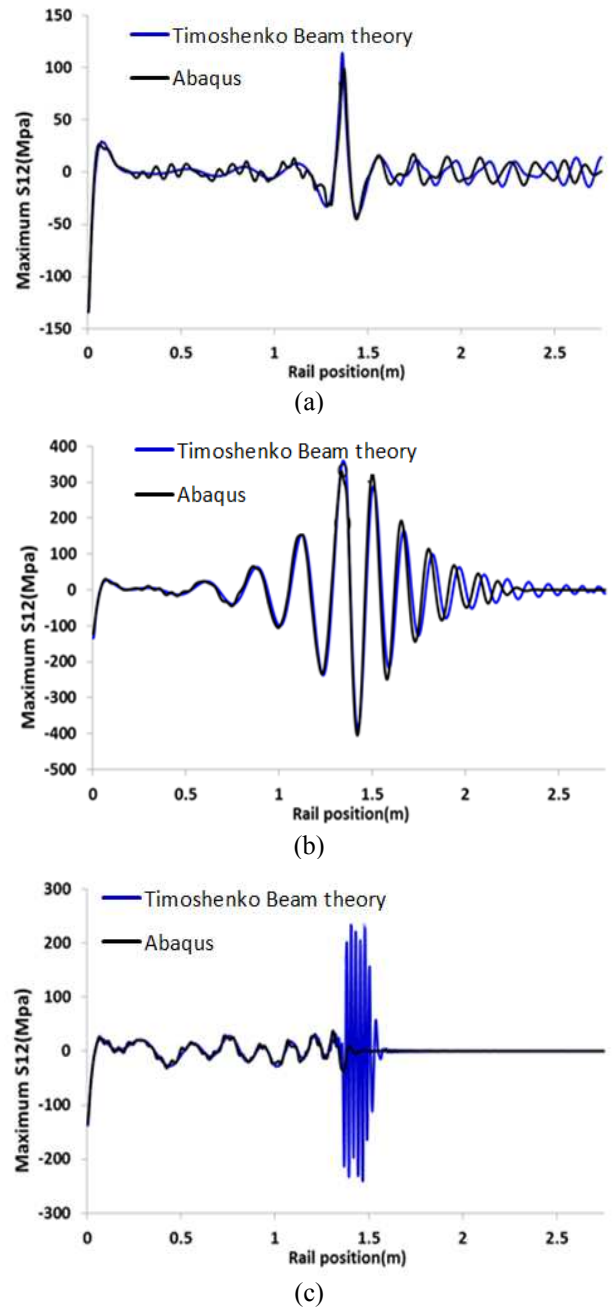 150
Timoshenko Beam theory
100
Abaqus
50
0
-50
-100
-150
Maximum S12(Mpa)
0 0.5 1 1.5 2 2.5
Rail position(m)
(a)
400
Timoshenko Beam theory
300
Abaqus
200
100
0
-100
-200
-300
-400
-500
Maximum S12(Mpa)
0 0.5 1 1.5 2 2.5
Rail position(m)
(b)
300
Timoshenko Beam theory
200
Abaqus
100
0
-100
-200
-300
Maximum S12(Mpa)
0 0.5 1 1.5 2 2.5
Rail position(m)
(c)